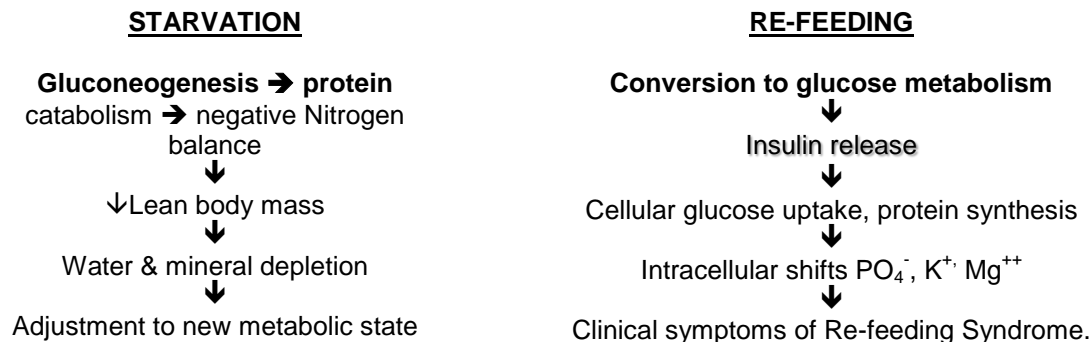 STARVATION
Gluconeogenesis ➔ protein
catabolism ➔ negative Nitrogen
balance
↓Lean body mass
Water & mineral depletion
Adjustment to new metabolic state
RE-FEEDING
Conversion to glucose metabolism
Insulin release
Cellular glucose uptake, protein synthesis
Intracellular shifts PO₄⁻, K⁺, Mg⁺⁺
Clinical symptoms of Re-feeding Syndrome.